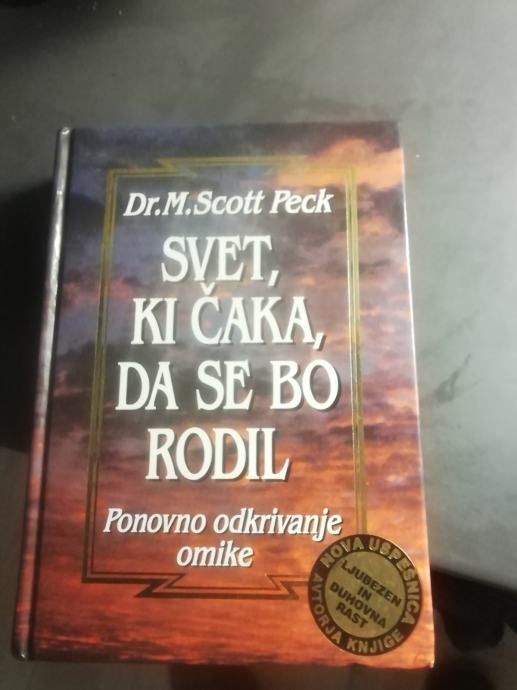 Dr. M. Scott Peck
SVET,
KI ČAKA,
DA SE BO
RODIL
Ponovno odkrivanje
omike
NOVA USPEŠNICA
AVTORJA KNJIGE
LJUBEZEN
IN
DUHOVNA
RAST